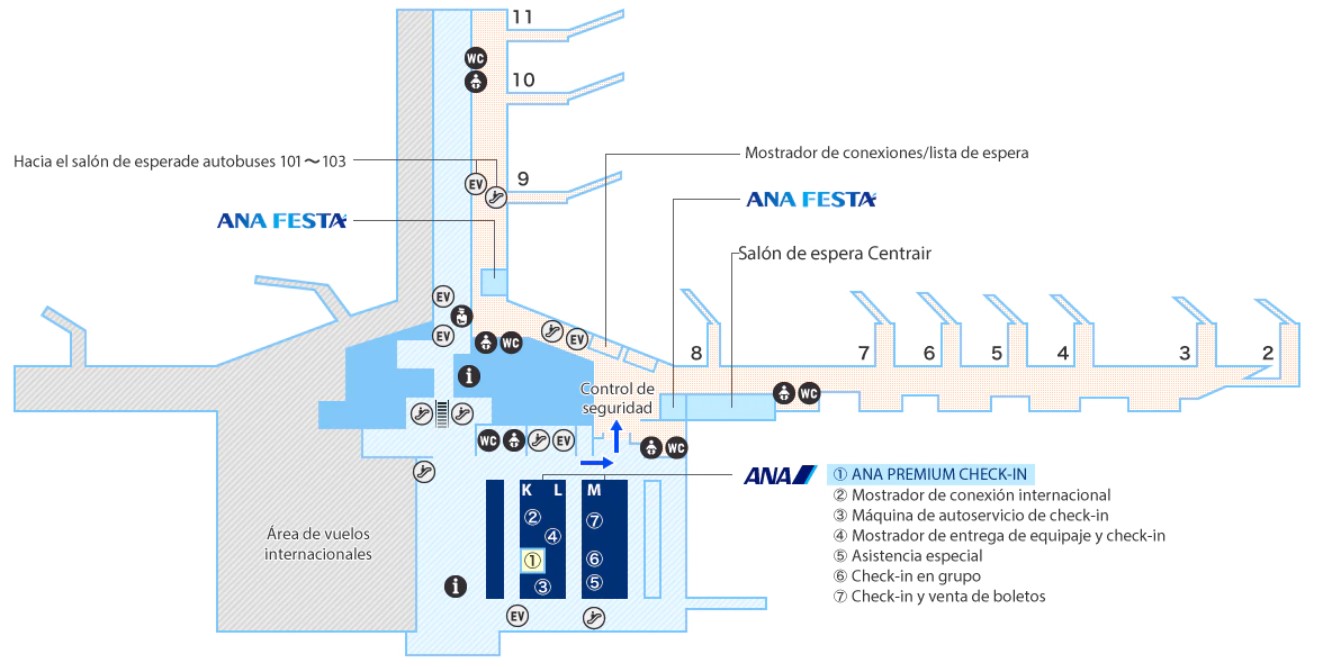 11
WC
10
Hacia el salón de esperade autobuses 101～103
Mostrador de conexiones/lista de espera
EV
9
ANA FESTA
ANA FESTA
Salón de espera Centrair
EV
EV
WC
EV
8
7
6
5
4
3
2
i
Control de
seguridad
WC
WC
EV
WC
ANA
① ANA PREMIUM CHECK-IN
② Mostrador de conexión internacional
③ Máquina de autoservicio de check-in
④ Mostrador de entrega de equipaje y check-in
⑤ Asistencia especial
⑥ Check-in en grupo
⑦ Check-in y venta de boletos
K L M
②
⑦
④
①
⑥
③
⑤
Área de vuelos
internacionales
i
EV